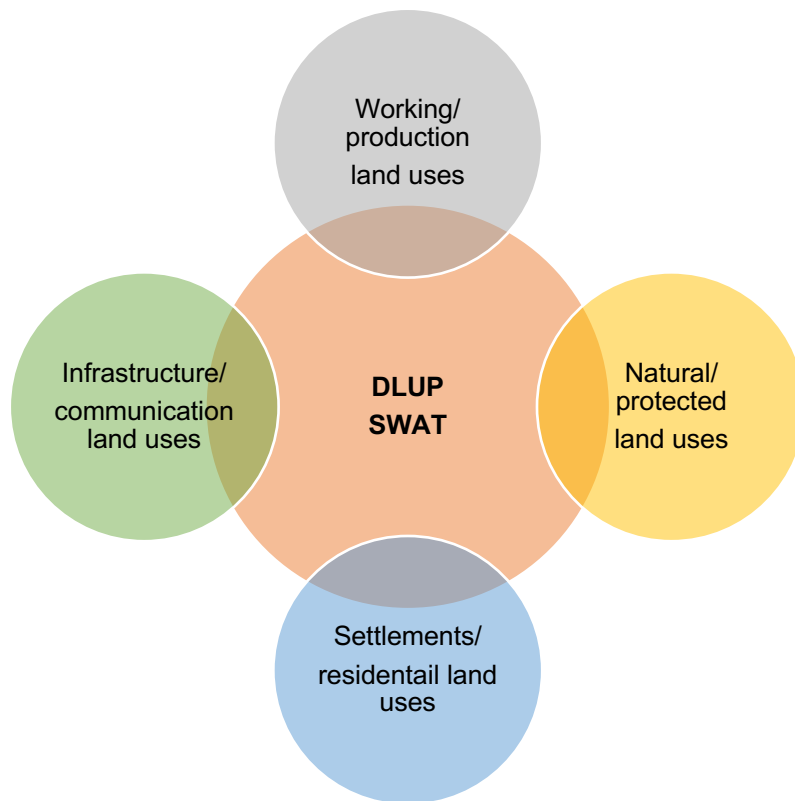 Working/
production
land uses
Infrastructure/
communication
land uses
DLUP
SWAT
Natural/
protected
land uses
Settlements/
residentail land
uses